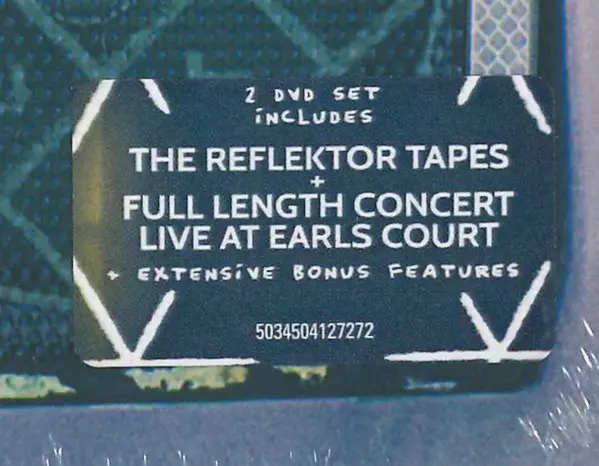 2 DVD SET
iNCLUDES
THE REFLEKTOR TAPES
+
FULL LENGTH CONCERT
LIVE AT EARLS COURT
+ EXTENSiVE BONUS FEATURES
5034504127272